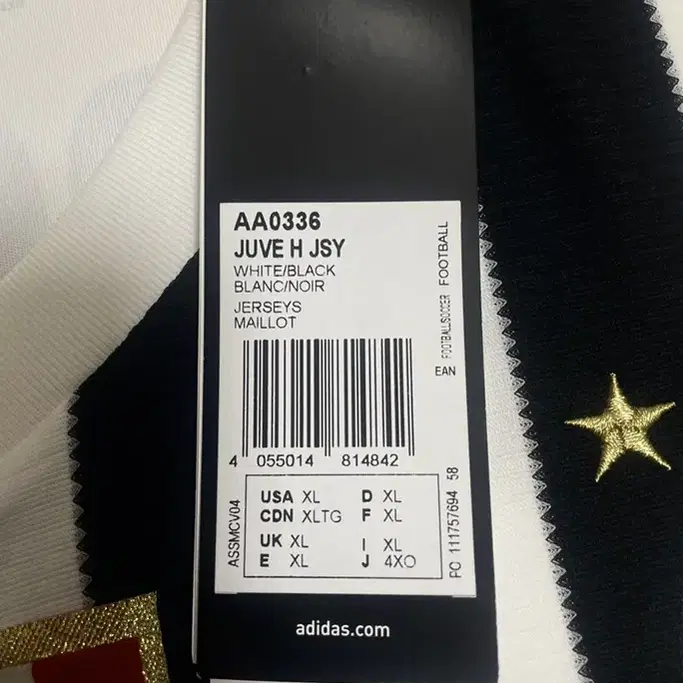 AA0336
JUVE H JSY
WHITE/BLACK
BLANC/NOIR
JERSEYS
MAILLOT
FOOTBALL/SOCCER FOOTBALL
EAN
4 055014 814842
ASSMCV04
USA XL D XL
CDN XLTG F XL
UK XL I XL
E XL J 4XO
PC 111757694 58
adidas.com